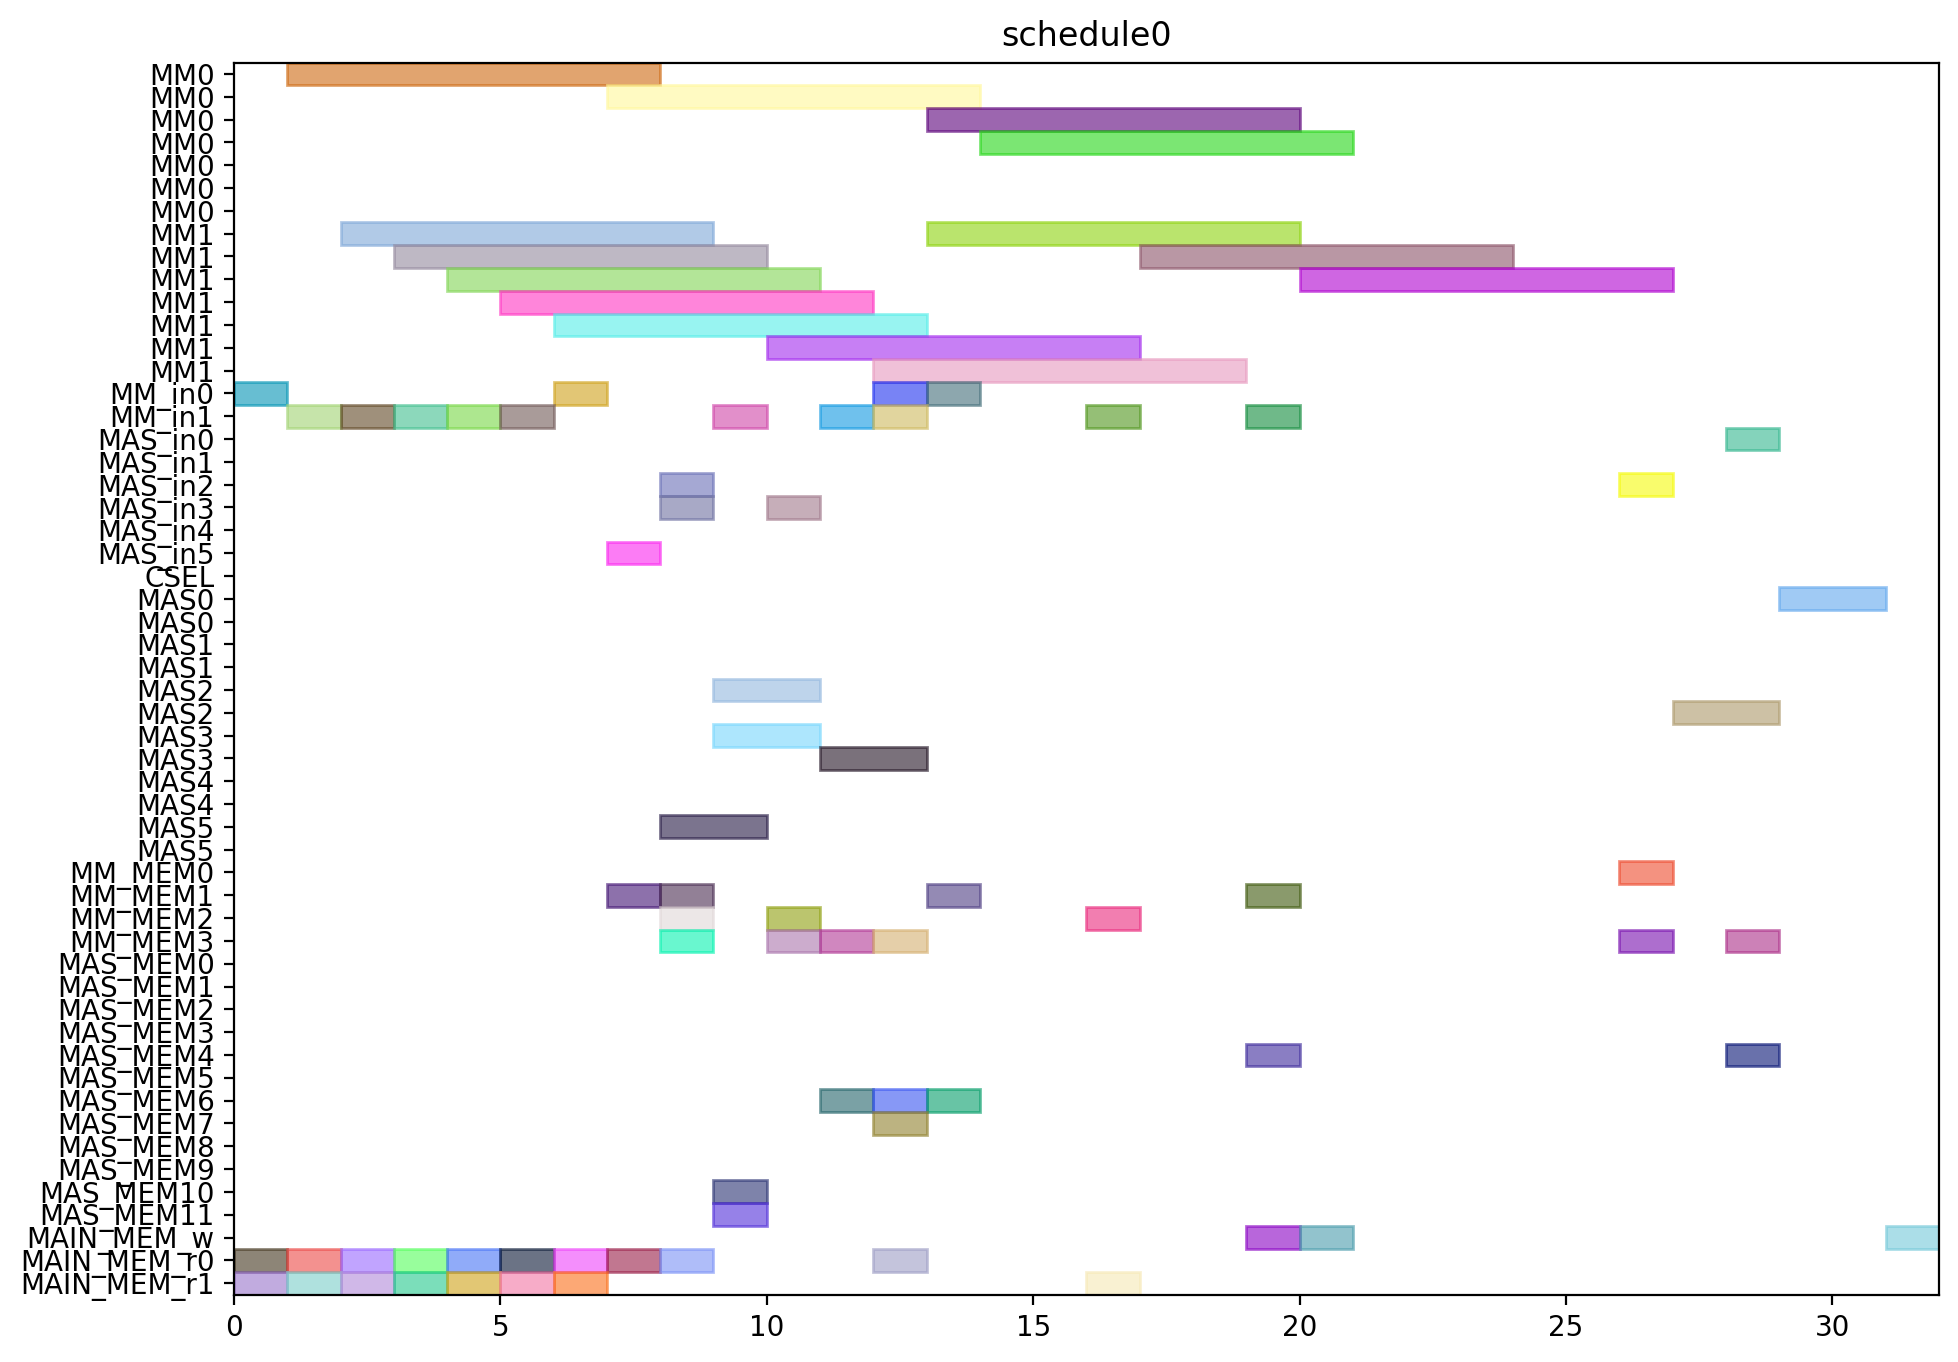 schedule0
MM0
MM0
MM0
MM0
MM0
MM0
MM0
MM1
MM1
MM1
MM1
MM1
MM1
MM1
MM_in0
MM_in1
MAS_in0
MAS_in1
MAS_in2
MAS_in3
MAS_in4
MAS_in5
CSEL
MAS0
MAS0
MAS1
MAS1
MAS2
MAS2
MAS3
MAS3
MAS4
MAS4
MAS5
MAS5
MM_MEM0
MM_MEM1
MM_MEM2
MM_MEM3
MAS_MEM0
MAS_MEM1
MAS_MEM2
MAS_MEM3
MAS_MEM4
MAS_MEM5
MAS_MEM6
MAS_MEM7
MAS_MEM8
MAS_MEM9
MAS_MEM10
MAS_MEM11
MAIN_MEM_w
MAIN_MEM_r0
MAIN_MEM_r1
0 5 10 15 20 25 30